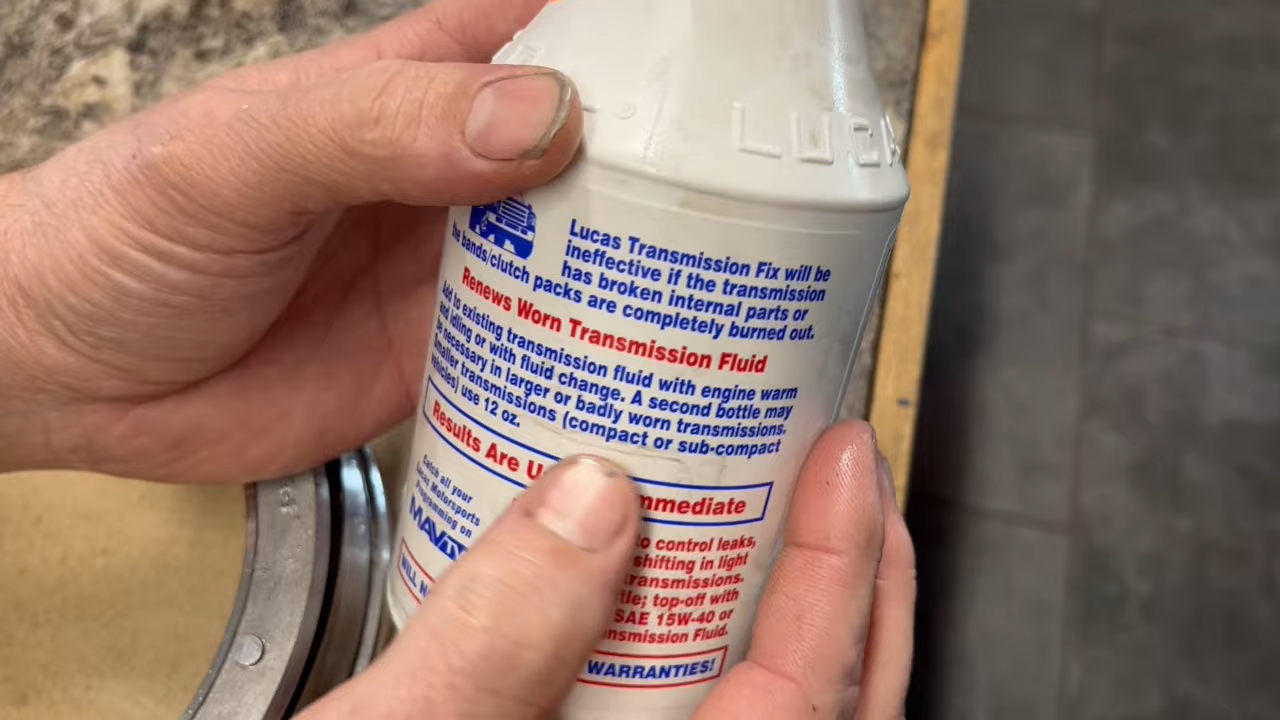 LUCA
Lucas Transmission Fix will be
ineffective if the transmission
has broken internal parts or
the bands/clutch packs are completely burned out.
Renews Worn Transmission Fluid
Add to existing transmission fluid with engine warm
and idling or with fluid change. A second bottle may
be necessary in larger or badly worn transmissions.
Smaller transmissions (compact or sub-compact
vehicles) use 12 oz.
Results Are U mmediate
Catch all your
Lucas Motorsports
Programming on
MAVTV
to control leaks,
shifting in light
transmissions.
tle; top-off with
SAE 15W-40 or
nsmission Fluid.
WILL N WARRANTIES!